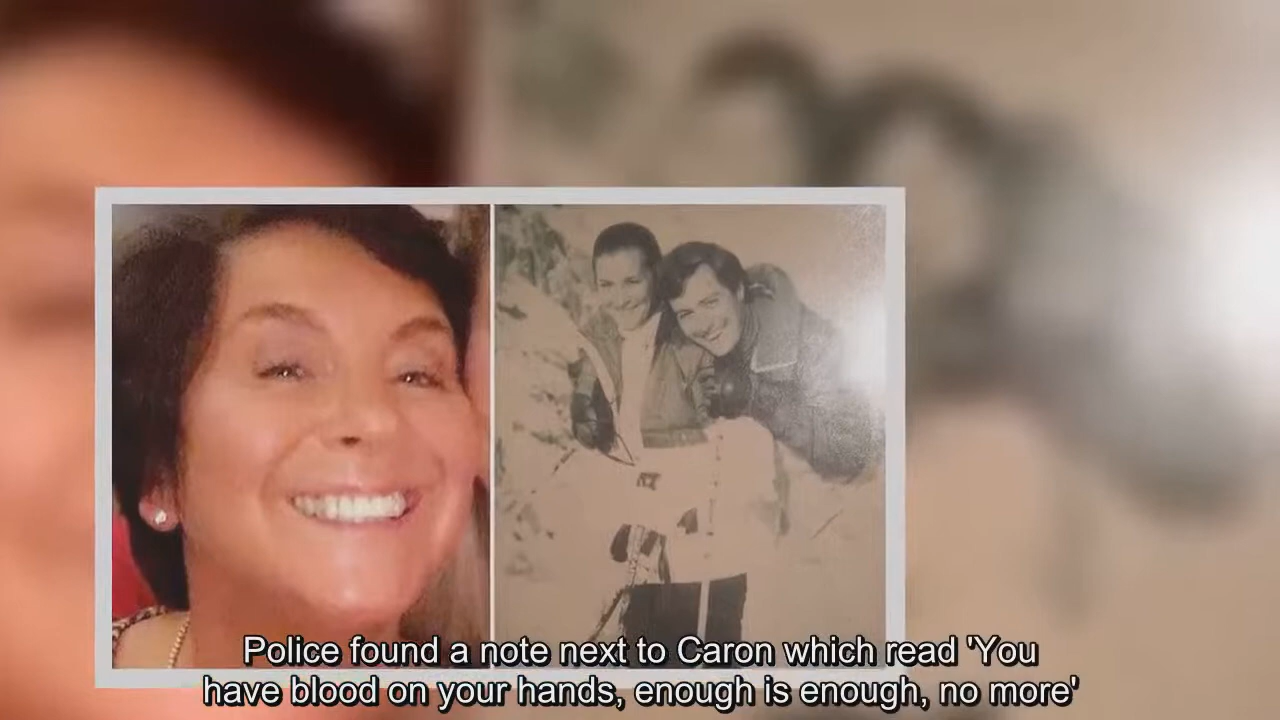 Police found a note next to Caron which read 'You
have blood on your hands, enough is enough, no more'